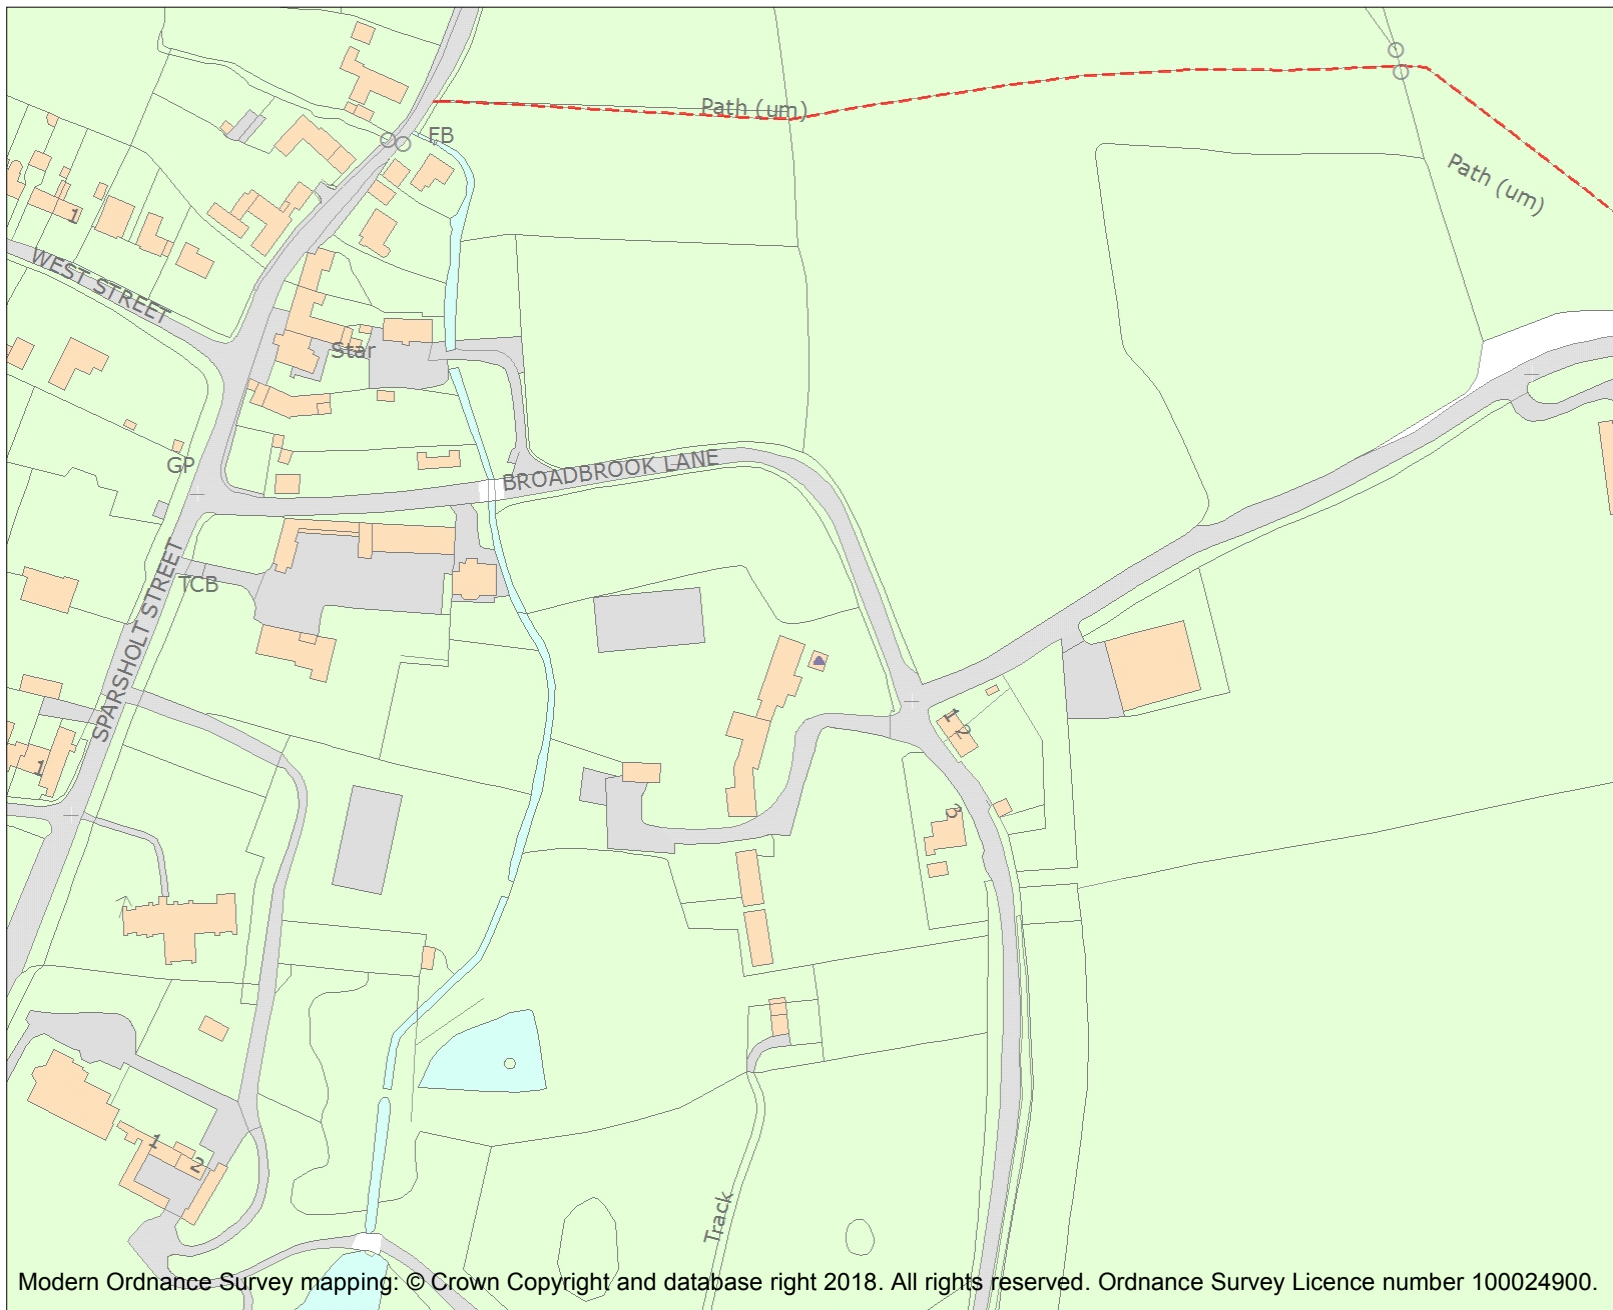 Path (um)
FB
Path (um)
1
WEST STREET
Star
GP
BROADBROOK LANE
TCB
SPARSHOLT STREET
1
1
2
3
1
2
Track
Modern Ordnance Survey mapping: © Crown Copyright and database right 2018. All rights reserved. Ordnance Survey Licence number 100024900.